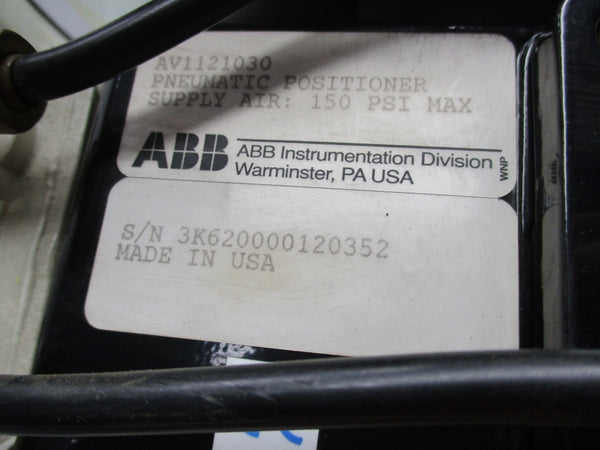 AV1121030
PNEUMATIC POSITIONER
SUPPLY AIR: 150 PSI MAX
ABB
ABB Instrumentation Division
Warminster, PA USA
WNP
S/N 3K620000120352
MADE IN USA